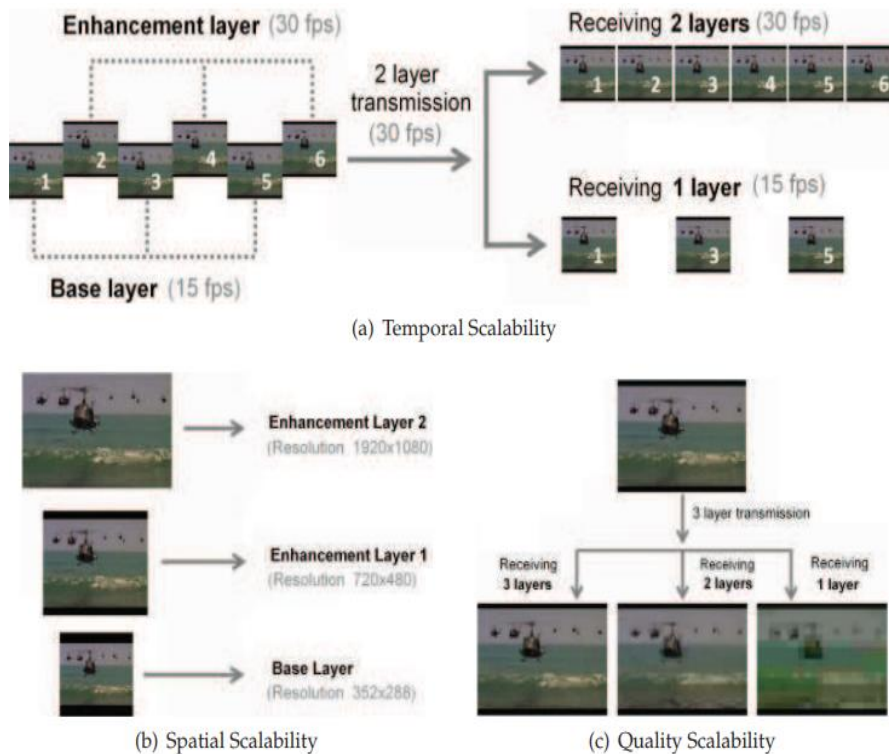 Enhancement layer (30 fps)
2 layer
transmission
(30 fps)
1
2
3
4
5
6
Base layer (15 fps)
Receiving 2 layers (30 fps)
1 2 3 4 5 6
Receiving 1 layer (15 fps)
1 3 5
(a) Temporal Scalability
Enhancement Layer 2
(Resolution 1920x1080)
Enhancement Layer 1
(Resolution 720x480)
Base Layer
(Resolution 352x288)
(b) Spatial Scalability
3 layer transmission
Receiving
3 layers
Receiving
2 layers
Receiving
1 layer
(c) Quality Scalability